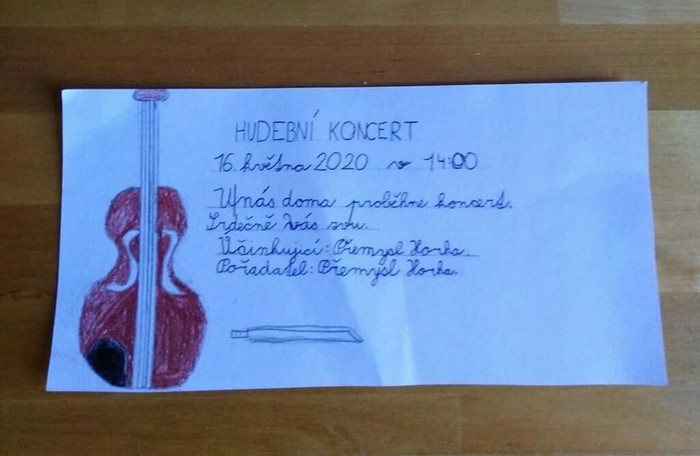 HUDEBNÍ KONCERT
16. května 2020 v 14:00
U nás doma proběhne koncert.
Srdečně Vás zvu.
Účinkující: Přemysl Horka.
Pořadatel: Přemysl Horka.